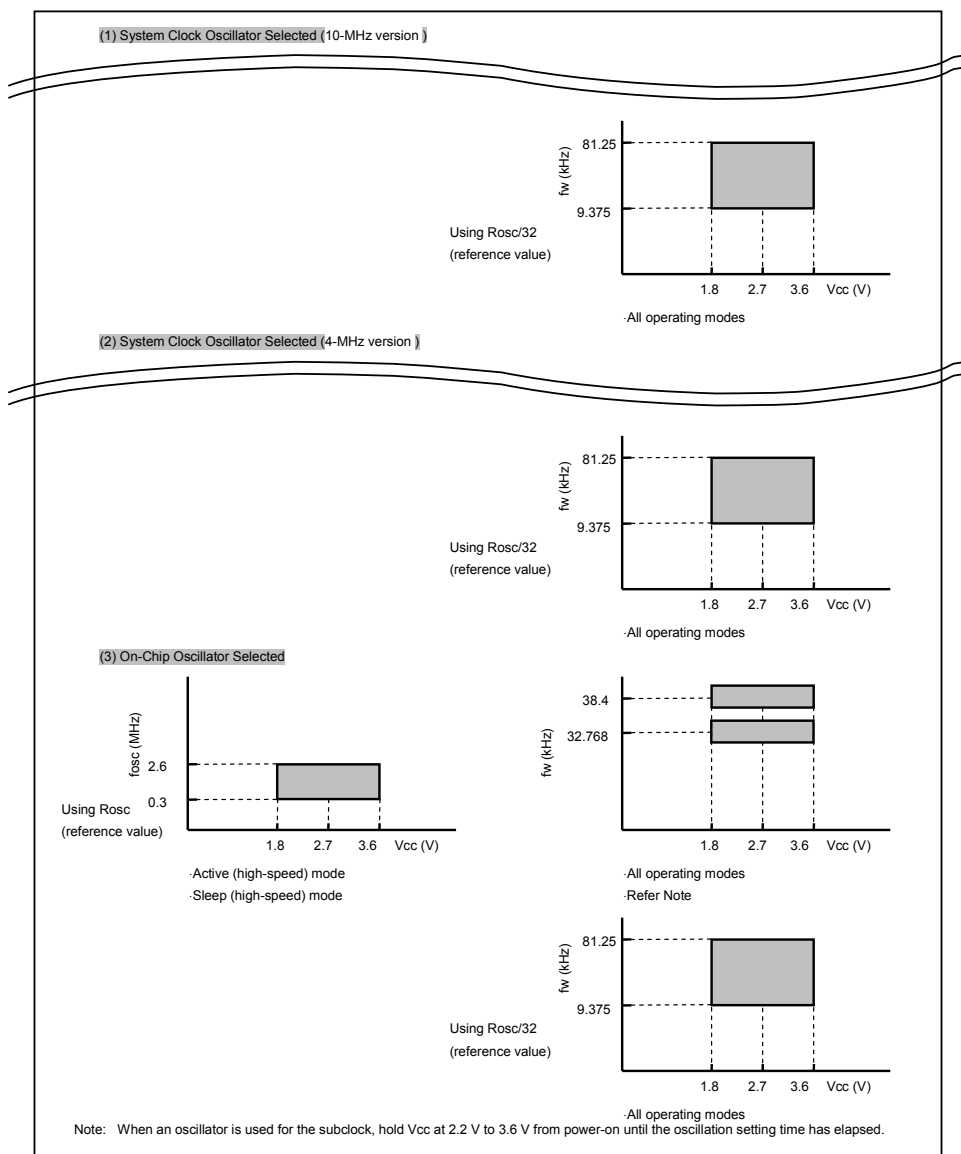 (1) System Clock Oscillator Selected (10-MHz version )
fw (kHz)
81.25
9.375
Using Rosc/32
(reference value)
1.8 2.7 3.6 Vcc (V)
·All operating modes
(2) System Clock Oscillator Selected (4-MHz version )
fw (kHz)
81.25
9.375
Using Rosc/32
(reference value)
1.8 2.7 3.6 Vcc (V)
·All operating modes
(3) On-Chip Oscillator Selected
fosc (MHz)
2.6
0.3
Using Rosc
(reference value)
1.8 2.7 3.6 Vcc (V)
·Active (high-speed) mode
·Sleep (high-speed) mode
fw (kHz)
38.4
32.768
1.8 2.7 3.6 Vcc (V)
·All operating modes
·Refer Note
fw (kHz)
81.25
9.375
Using Rosc/32
(reference value)
1.8 2.7 3.6 Vcc (V)
·All operating modes
Note: When an oscillator is used for the subclock, hold Vcc at 2.2 V to 3.6 V from power-on until the oscillation setting time has elapsed.